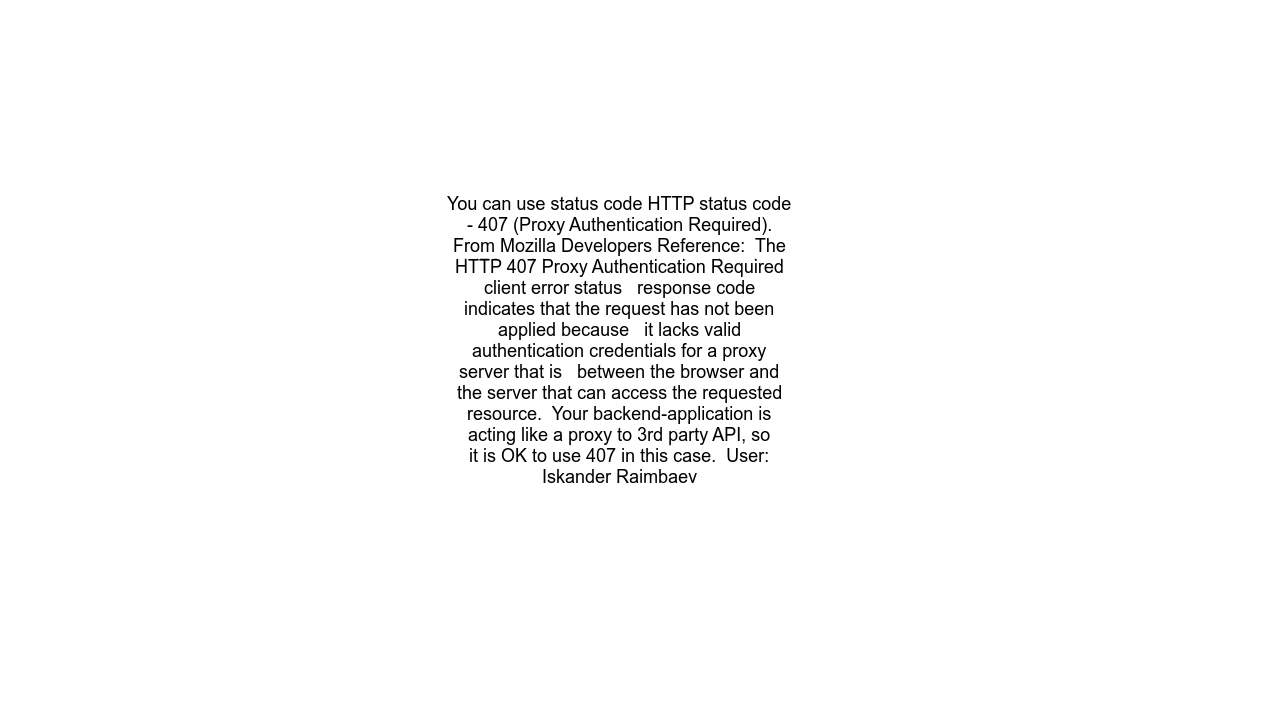 You can use status code HTTP status code
- 407 (Proxy Authentication Required).
From Mozilla Developers Reference:  The
HTTP 407 Proxy Authentication Required
client error status   response code
indicates that the request has not been
applied because   it lacks valid
authentication credentials for a proxy
server that is   between the browser and
the server that can access the requested
resource.  Your backend-application is
acting like a proxy to 3rd party API, so
it is OK to use 407 in this case.  User:
Iskander Raimbaev